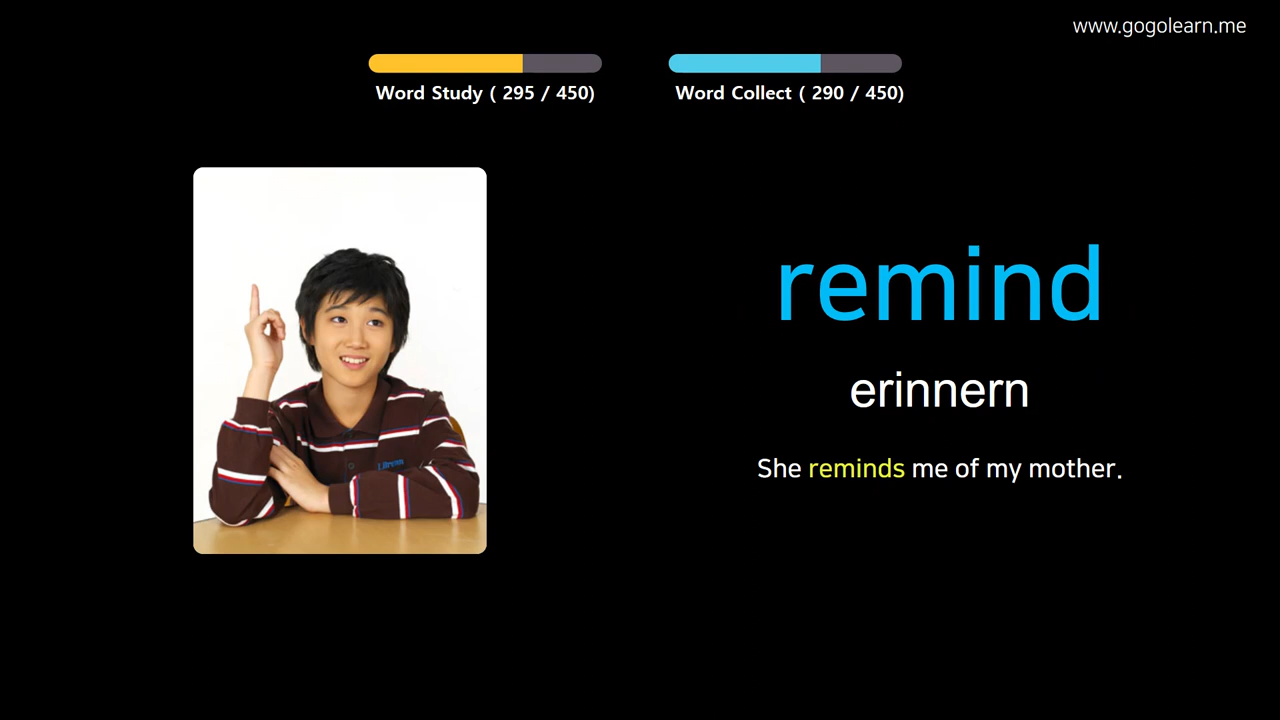 www.gogolearn.me
Word Study ( 295 / 450)
Word Collect ( 290 / 450)
remind
erinnern
She reminds me of my mother.